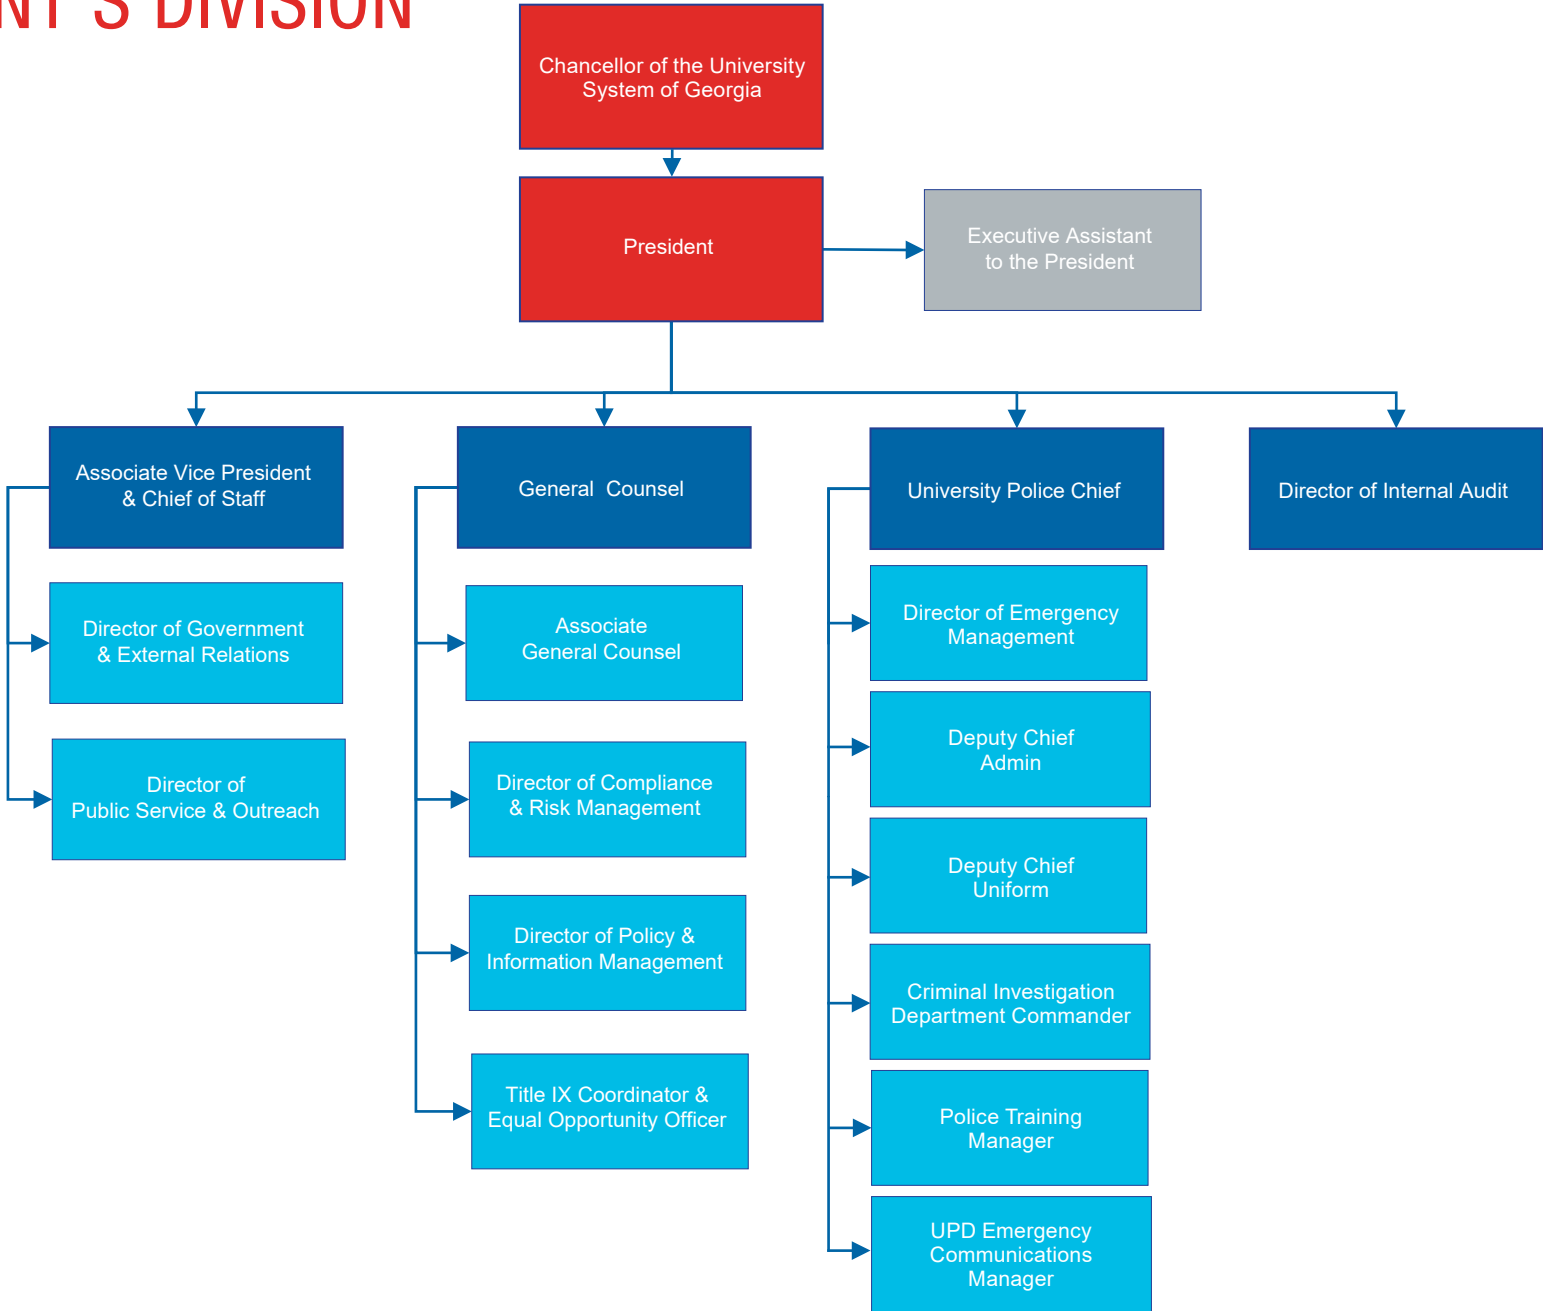 NT'S DIVISION
Chancellor of the University
System of Georgia
President
Executive Assistant
to the President
Associate Vice President
& Chief of Staff
General Counsel
University Police Chief
Director of Internal Audit
Director of Government
& External Relations
Director of
Public Service & Outreach
Associate
General Counsel
Director of Compliance
& Risk Management
Director of Policy &
Information Management
Title IX Coordinator &
Equal Opportunity Officer
Director of Emergency
Management
Deputy Chief
Admin
Deputy Chief
Uniform
Criminal Investigation
Department Commander
Police Training
Manager
UPD Emergency
Communications
Manager